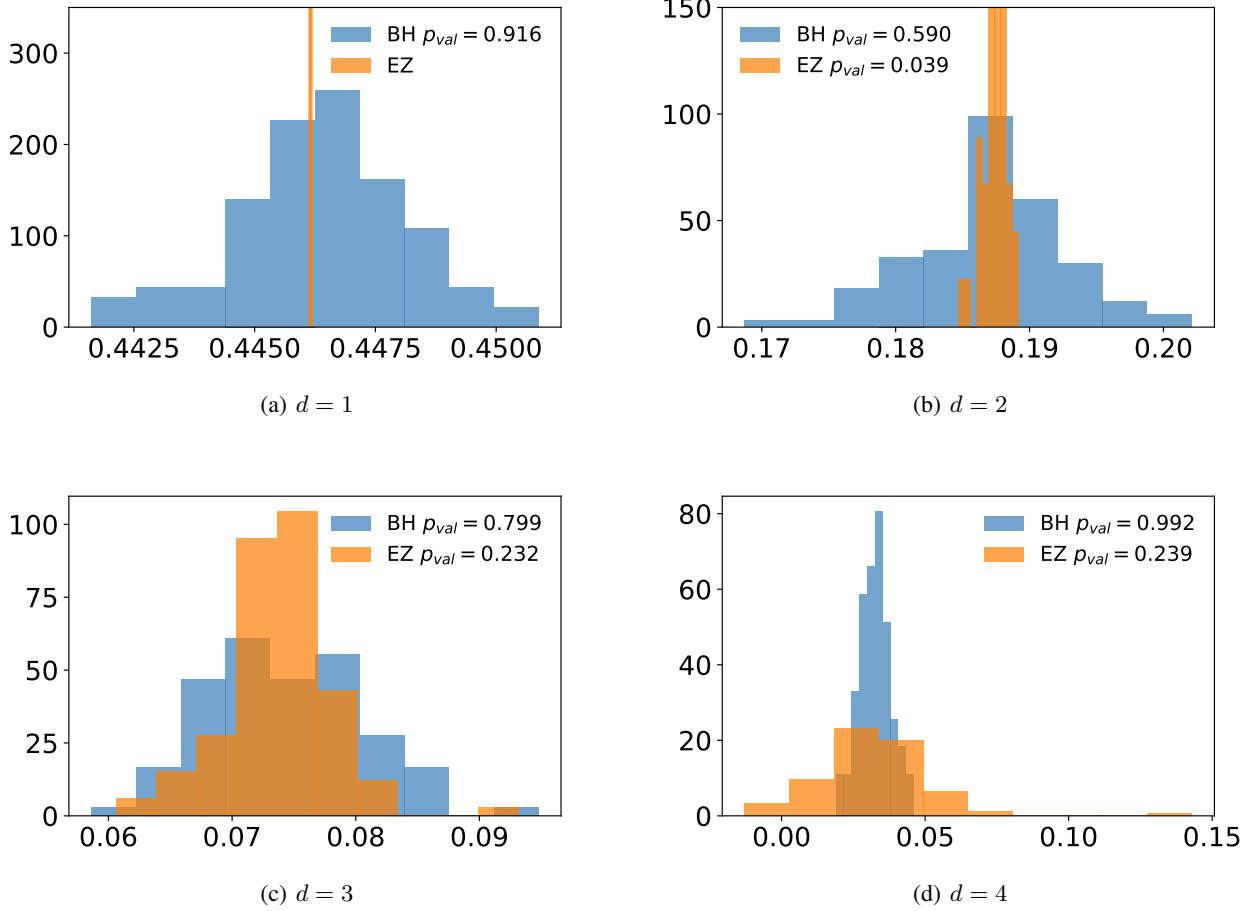 350
300
200
100
0
BH p_val = 0.916
EZ
0.4425 0.4450 0.4475 0.4500
(a) d = 1
150
100
50
0
BH p_val = 0.590
EZ p_val = 0.039
0.17 0.18 0.19 0.20
(b) d = 2
100
75
50
25
0
BH p_val = 0.799
EZ p_val = 0.232
0.06 0.07 0.08 0.09
(c) d = 3
80
60
40
20
0
BH p_val = 0.992
EZ p_val = 0.239
0.00 0.05 0.10 0.15
(d) d = 4